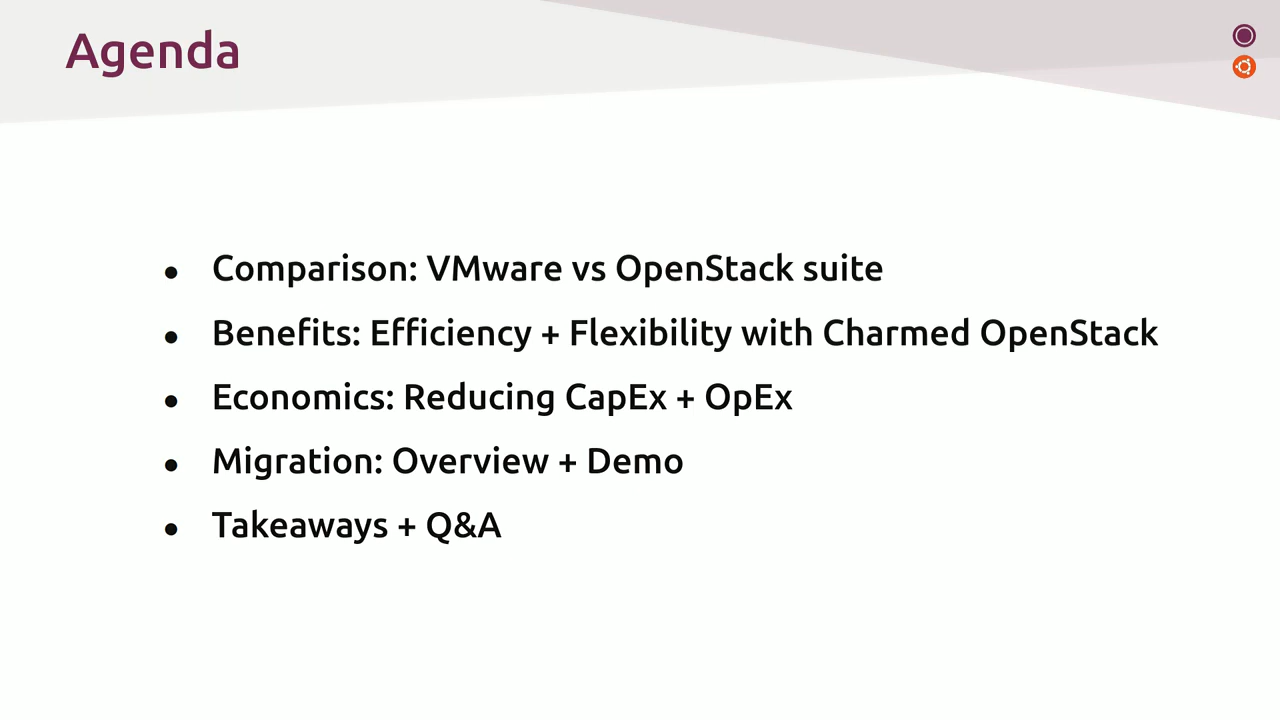 Agenda
● Comparison: VMware vs OpenStack suite
● Benefits: Efficiency + Flexibility with Charmed OpenStack
● Economics: Reducing CapEx + OpEx
● Migration: Overview + Demo
● Takeaways + Q&A